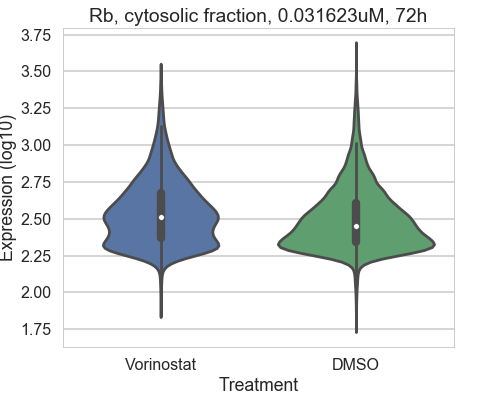 Rb, cytosolic fraction, 0.031623uM, 72h
Expression (log10)
3.75
3.50
3.25
3.00
2.75
2.50
2.25
2.00
1.75
Vorinostat
DMSO
Treatment